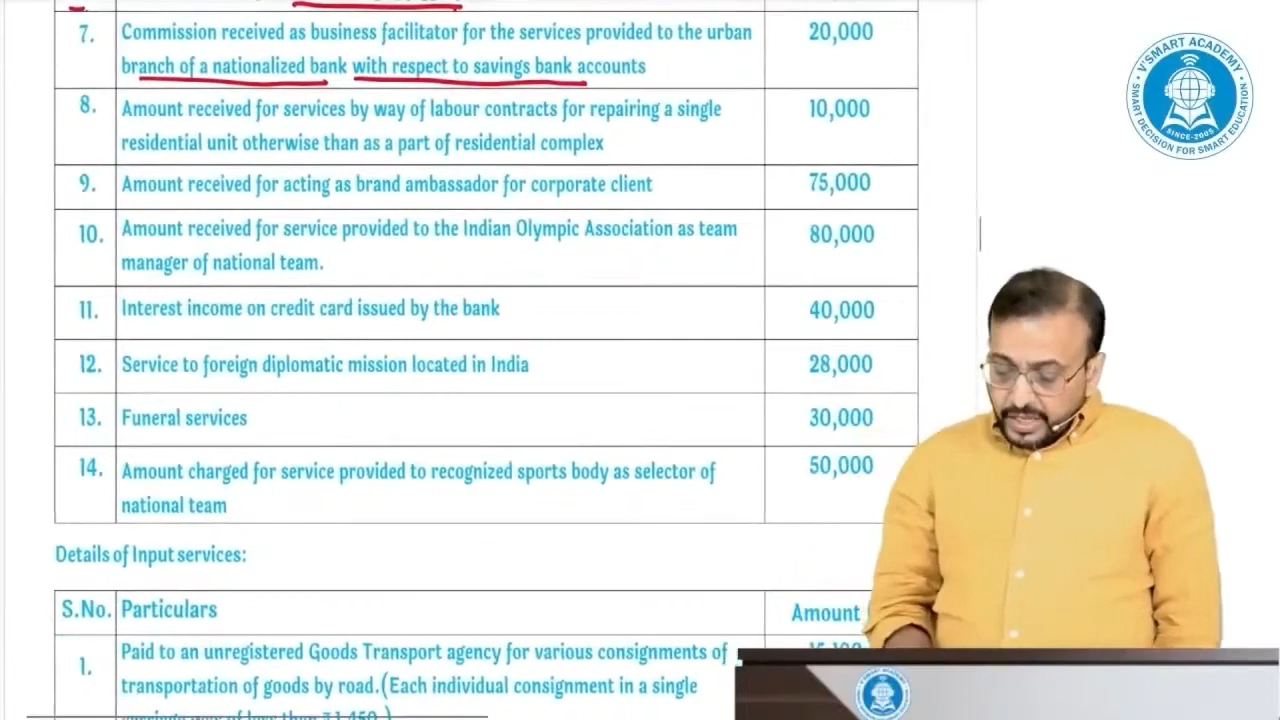 7. Commission received as business facilitator for the services provided to the urban 20,000
branch of a nationalized bank with respect to savings bank accounts
8. Amount received for services by way of labour contracts for repairing a single 10,000
residential unit otherwise than as a part of residential complex
9. Amount received for acting as brand ambassador for corporate client 75,000
10. Amount received for service provided to the Indian Olympic Association as team 80,000
manager of national team.
11. Interest income on credit card issued by the bank 40,000
12. Service to foreign diplomatic mission located in India 28,000
13. Funeral services 30,000
14. Amount charged for service provided to recognized sports body as selector of 50,000
national team
Details of Input services:
S.No. Particulars Amount
1. Paid to an unregistered Goods Transport agency for various consignments of
transportation of goods by road.(Each individual consignment in a single
V'SMART ACADEMY
SMART DECISION FOR SMART EDUCATION
SINCE-2005